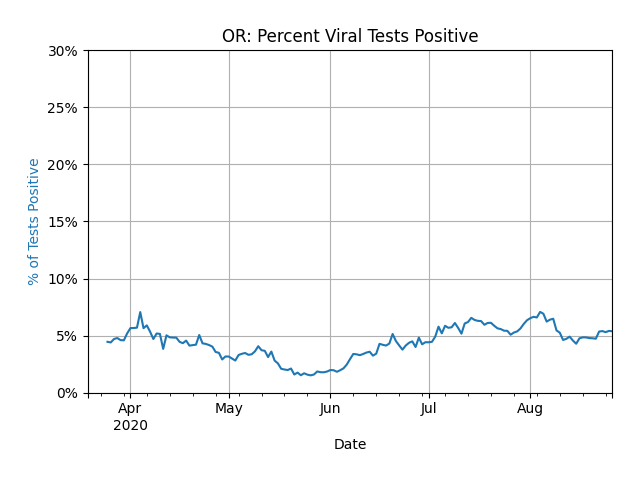 OR: Percent Viral Tests Positive
30%
25%
20%
15%
10%
5%
0%
% of Tests Positive
Apr
2020
May
Jun
Jul
Aug
Date